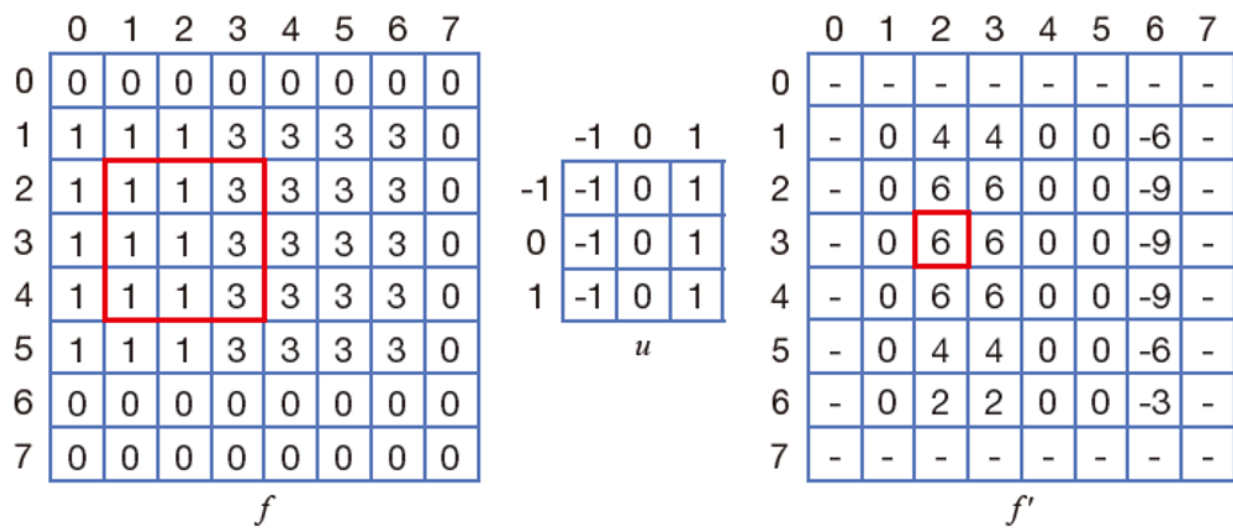 0 1 2 3 4 5 6 7
0 0 0 0 0 0 0 0 0
1 1 1 1 3 3 3 3 0
2 1 1 1 3 3 3 3 0
3 1 1 1 3 3 3 3 0
4 1 1 1 3 3 3 3 0
5 1 1 1 3 3 3 3 0
6 0 0 0 0 0 0 0 0
7 0 0 0 0 0 0 0 0
f
-1 0 1
-1 -1 0 1
0 -1 0 1
1 -1 0 1
u
0 1 2 3 4 5 6 7
0 - - - - - - - -
1 - 0 4 4 0 0 -6 -
2 - 0 6 6 0 0 -9 -
3 - 0 6 6 0 0 -9 -
4 - 0 6 6 0 0 -9 -
5 - 0 4 4 0 0 -6 -
6 - 0 2 2 0 0 -3 -
7 - - - - - - - -
f'